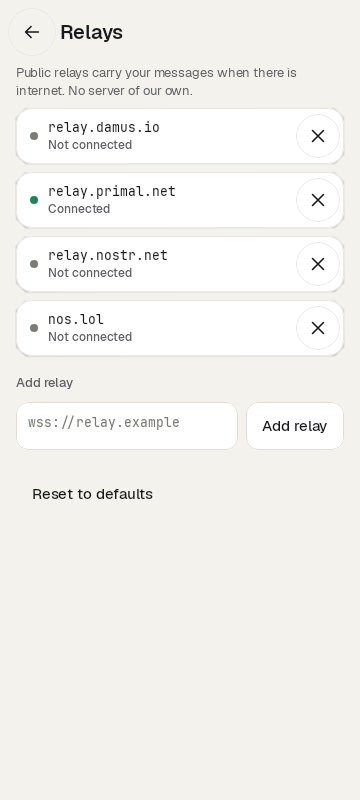 Relays
Public relays carry your messages when there is
internet. No server of our own.
relay.damus.io
Not connected
relay.primal.net
Connected
relay.nostr.net
Not connected
nos.lol
Not connected
Add relay
wss://relay.example
Add relay
Reset to defaults